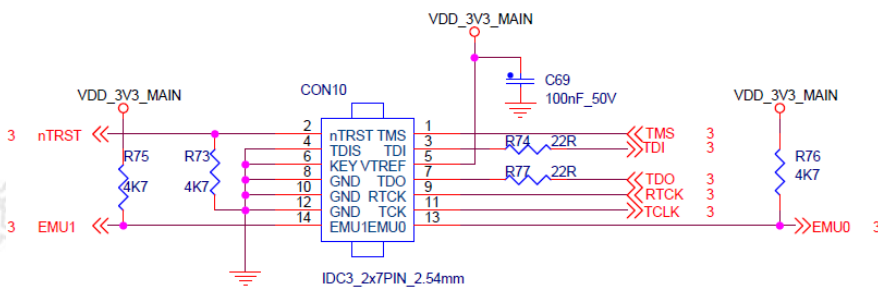 VDD_3V3_MAIN
C69
100nF_50V
VDD_3V3_MAIN
CON10
VDD_3V3_MAIN
3 nTRST 2 nTRST TMS 1 TMS 3
4 TDIS TDI 3 R74 22R TDI 3
R75 R73 6 KEY VTREF 5 R76
4K7 4K7 8 GND TDO 7 R77 22R TDO 3 4K7
10 GND RTCK 9 RTCK 3
12 GND TCK 11 TCLK 3
3 EMU1 14 EMU1EMU0 13 EMU0 3
IDC3_2x7PIN_2.54mm